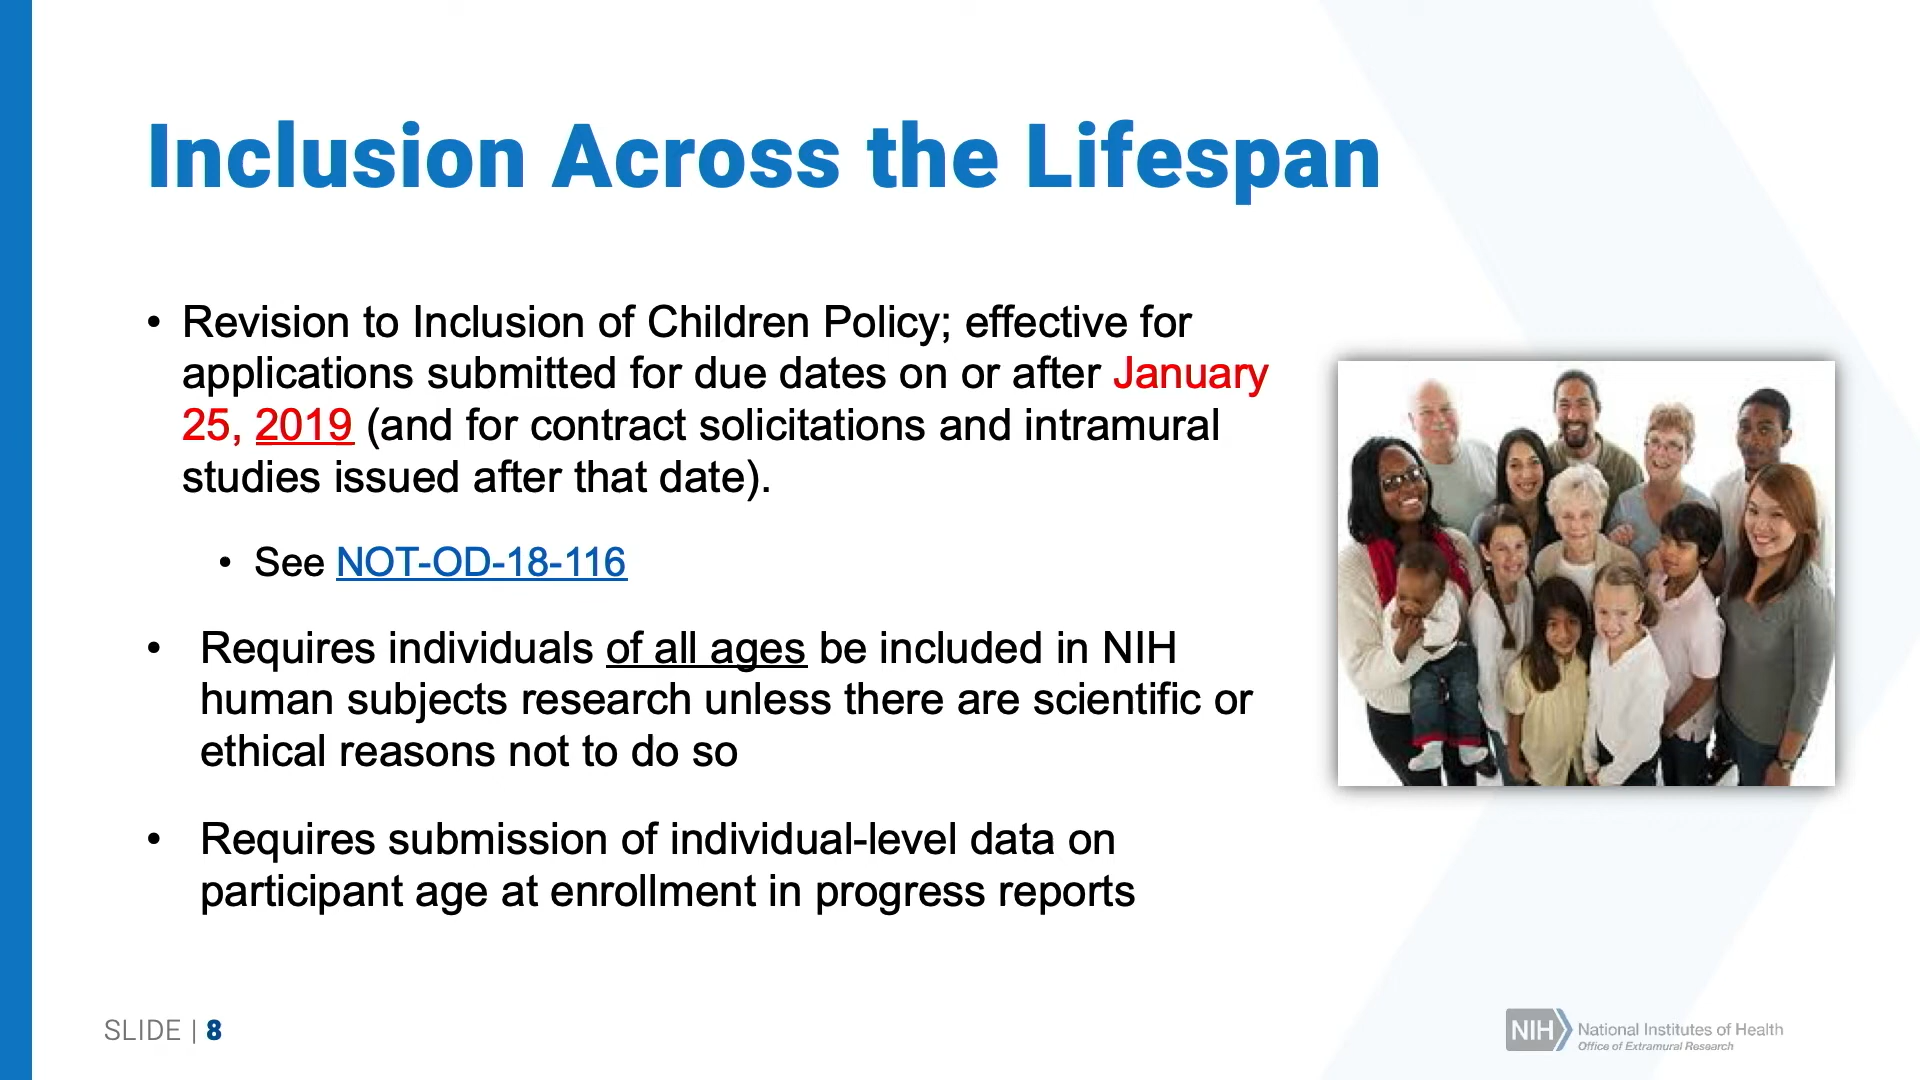 Inclusion Across the Lifespan
• Revision to Inclusion of Children Policy; effective for
applications submitted for due dates on or after January
25, 2019 (and for contract solicitations and intramural
studies issued after that date).
• See NOT-OD-18-116
• Requires individuals of all ages be included in NIH
human subjects research unless there are scientific or
ethical reasons not to do so
• Requires submission of individual-level data on
participant age at enrollment in progress reports
SLIDE | 8
NIH National Institutes of Health
Office of Extramural Research